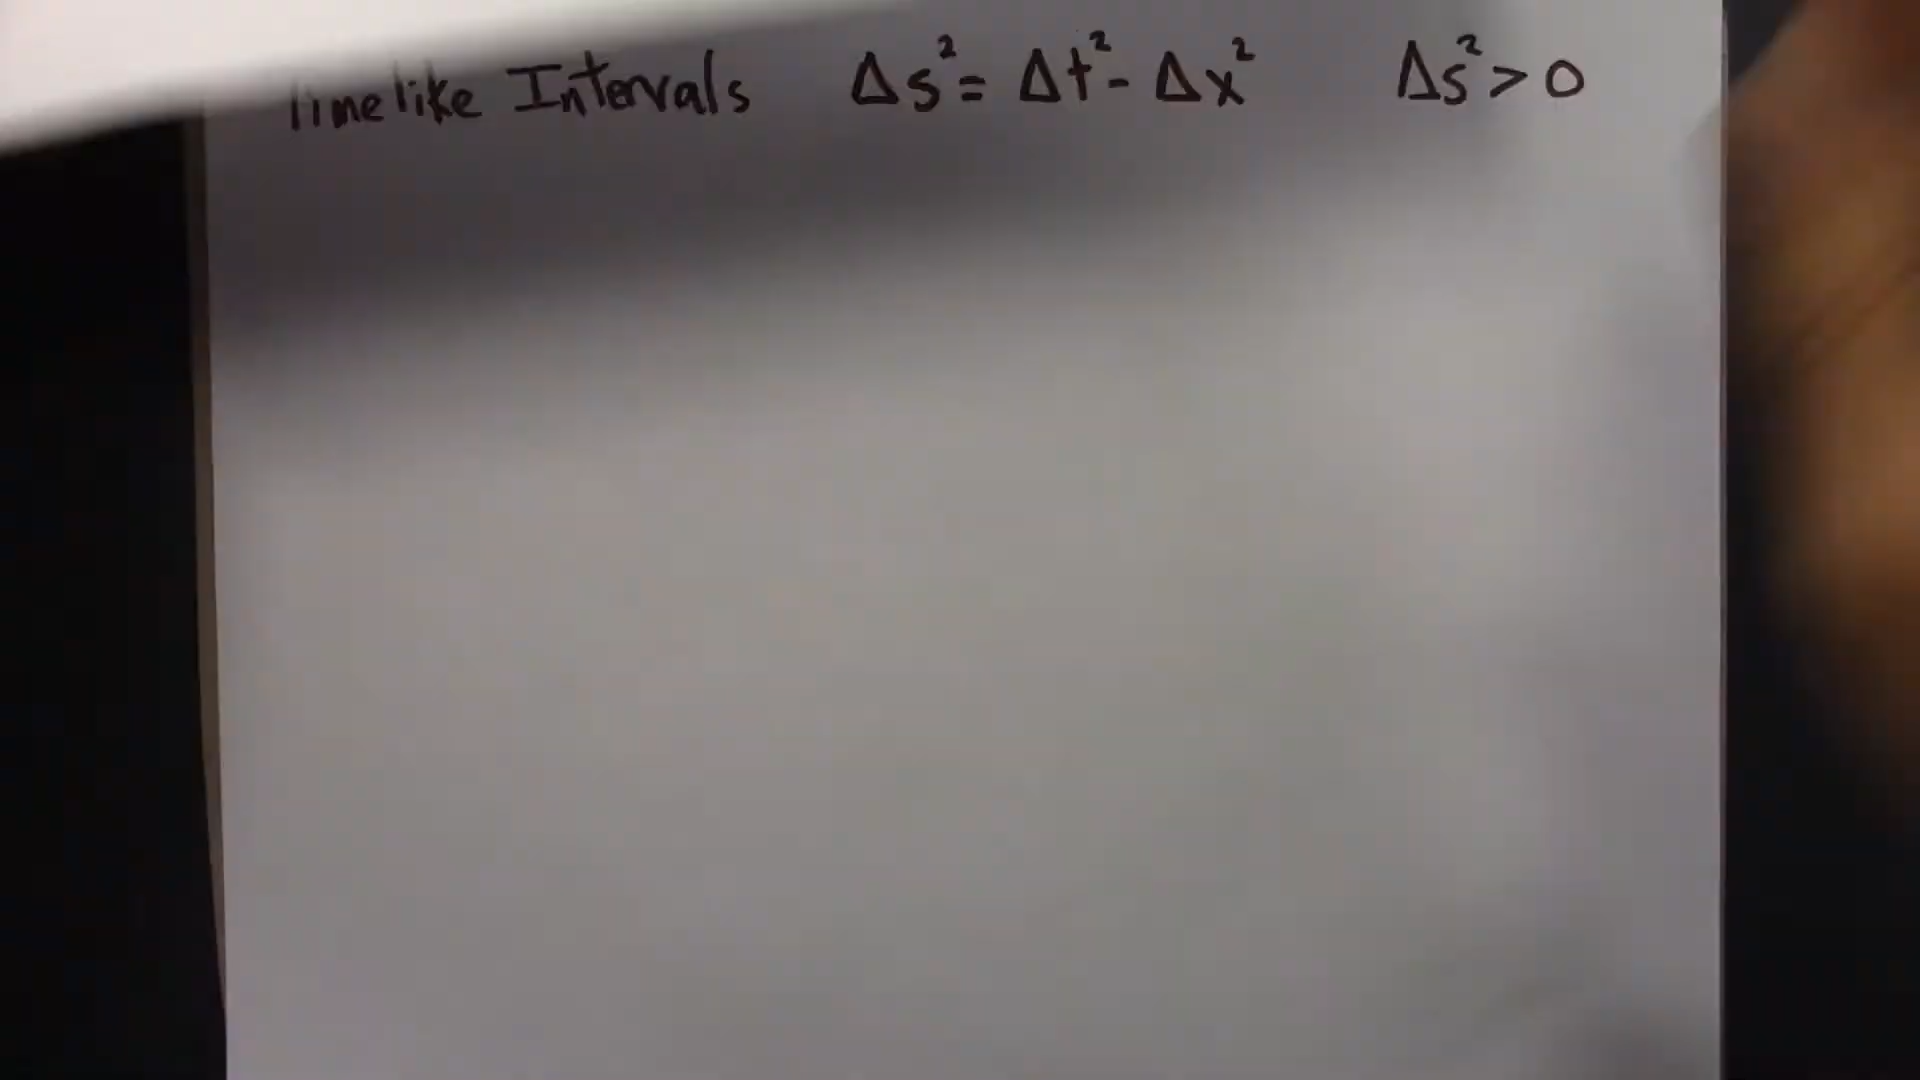 Timelike Intervals Δs² = Δt² - Δx² Δs² > 0